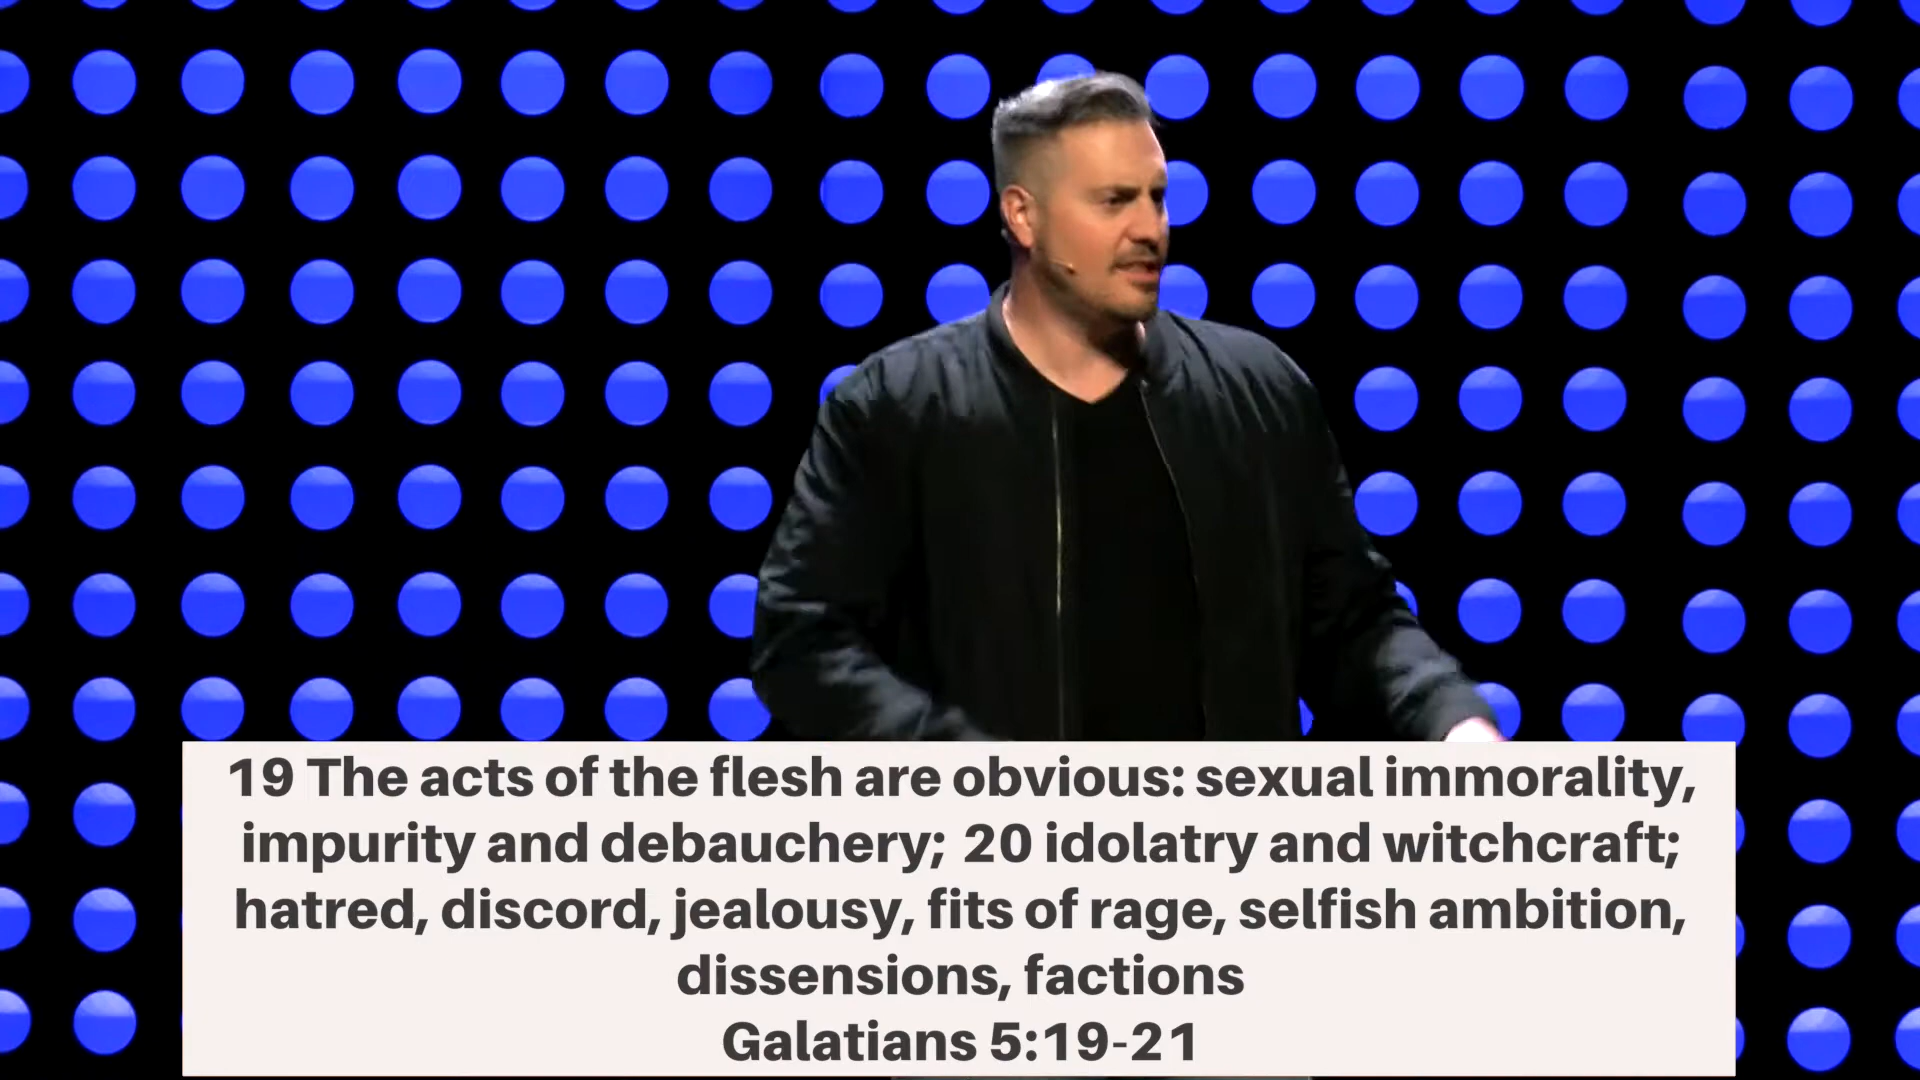 19 The acts of the flesh are obvious: sexual immorality,
impurity and debauchery; 20 idolatry and witchcraft;
hatred, discord, jealousy, fits of rage, selfish ambition,
dissensions, factions
Galatians 5:19-21